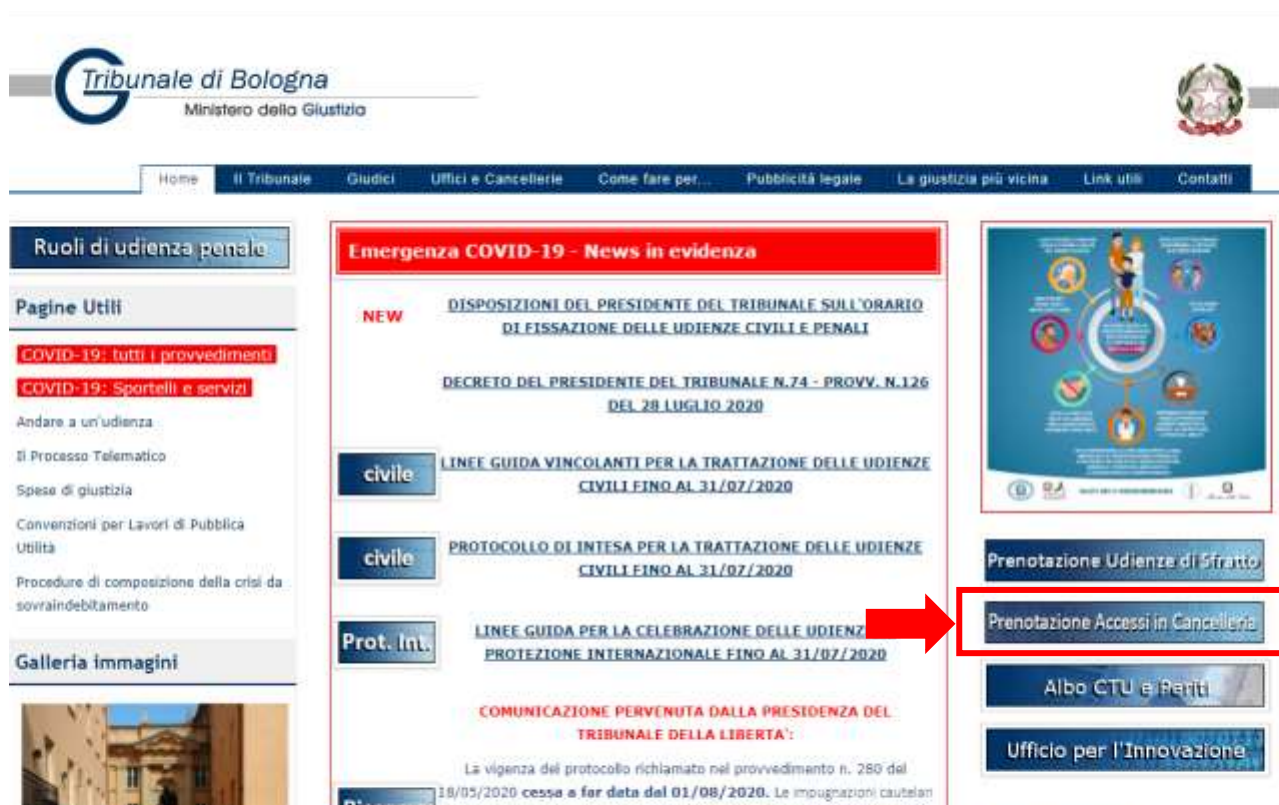 Tribunale di Bologna
Ministero della Giustizia
Home Il Tribunale Giudici Uffici e Cancellerie Come fare per... Pubblicità legale La giustizia più vicina Link utili Contatti
Ruoli di udienza penale
Pagine Utili
COVID-19: tutti i provvedimenti
COVID-19: Sportelli e servizi
Andare a un'udienza
Il Processo Telematico
Spese di giustizia
Convenzioni per Lavori di Pubblica
Utilità
Procedure di composizione della crisi da
sovraindebitamento
Galleria immagini
Emergenza COVID-19 - News in evidenza
NEW
DISPOSIZIONI DEL PRESIDENTE DEL TRIBUNALE SULL'ORARIO
DI FISSAZIONE DELLE UDIENZE CIVILI E PENALI
DECRETO DEL PRESIDENTE DEL TRIBUNALE N.74 - PROVV. N.126
DEL 28 LUGLIO 2020
civile
LINEE GUIDA VINCOLANTI PER LA TRATTAZIONE DELLE UDIENZE
CIVILI FINO AL 31/07/2020
civile
PROTOCOLLO DI INTESA PER LA TRATTAZIONE DELLE UDIENZE
CIVILI FINO AL 31/07/2020
Prot. Int.
LINEE GUIDA PER LA CELEBRAZIONE DELLE UDIENZ
PROTEZIONE INTERNAZIONALE FINO AL 31/07/2020
COMUNICAZIONE PERVENUTA DALLA PRESIDENZA DEL
TRIBUNALE DELLA LIBERTA':
La vigenza del protocollo richiamato nel provvedimento n. 280 del
18/05/2020 cessa a far data dal 01/08/2020. Le impugnazioni cautelari
Prenotazione Udienze di Sfratto
Prenotazione Accessi in Cancelleria
Albo CTU e Periti
Ufficio per l'Innovazione